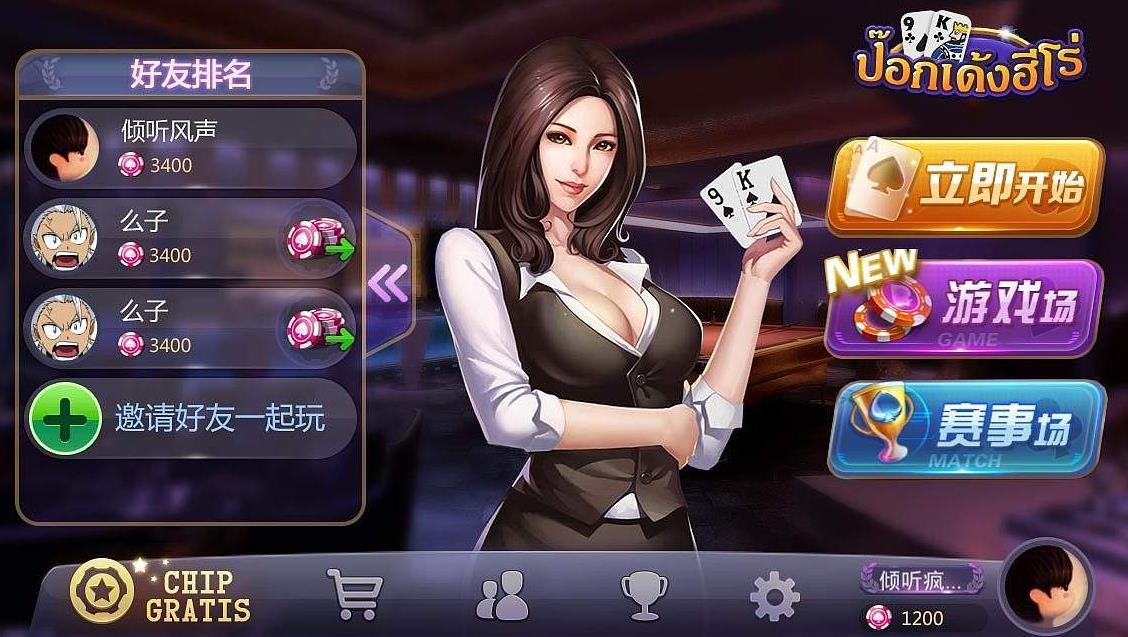 好友排名
倾听风声
3400
么子
3400
么子
3400
邀请好友一起玩
9 K
ป๊อกเด้งฮีโร่
9 K
A A
立即开始
NEW
游戏场
GAME
赛事场
MATCH
CHIP
GRATIS
倾听疯...
1200